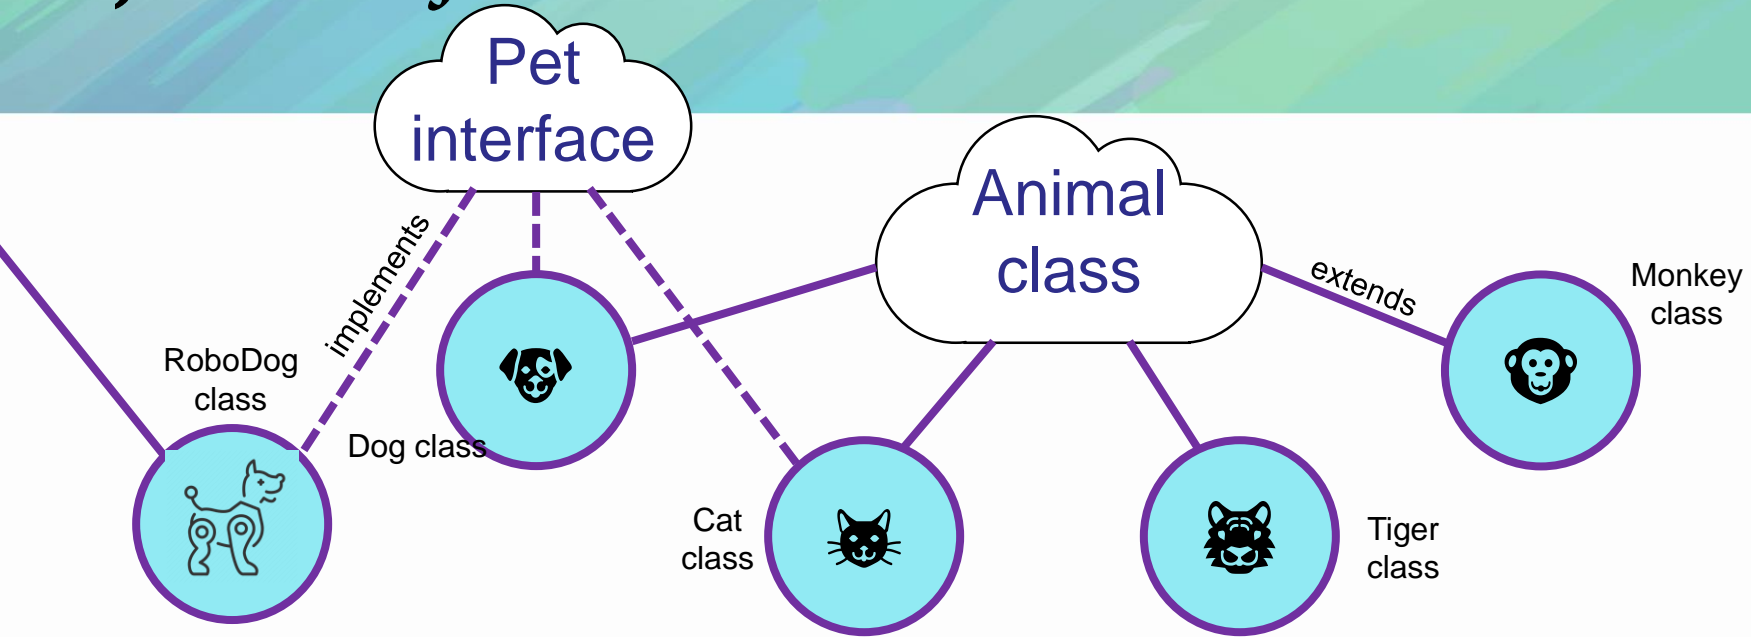 Pet
interface
Animal
class
implements
extends
Monkey
class
RoboDog
class
Dog class
Cat
class
Tiger
class